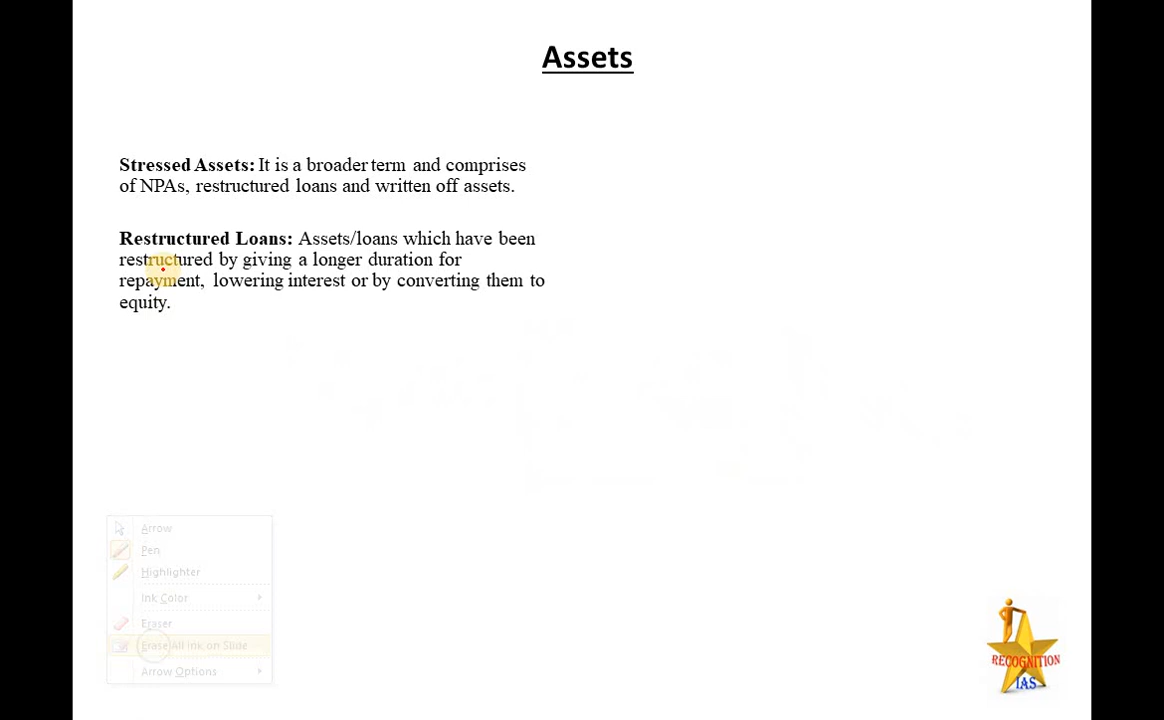 Assets
Stressed Assets: It is a broader term and comprises
of NPAs, restructured loans and written off assets.
Restructured Loans: Assets/loans which have been
restructured by giving a longer duration for
repayment, lowering interest or by converting them to
equity.
Arrow
Pen
Highlighter
Ink Color
Eraser
Erase All Ink on Slide
Arrow Options
RECOGNITION
IAS